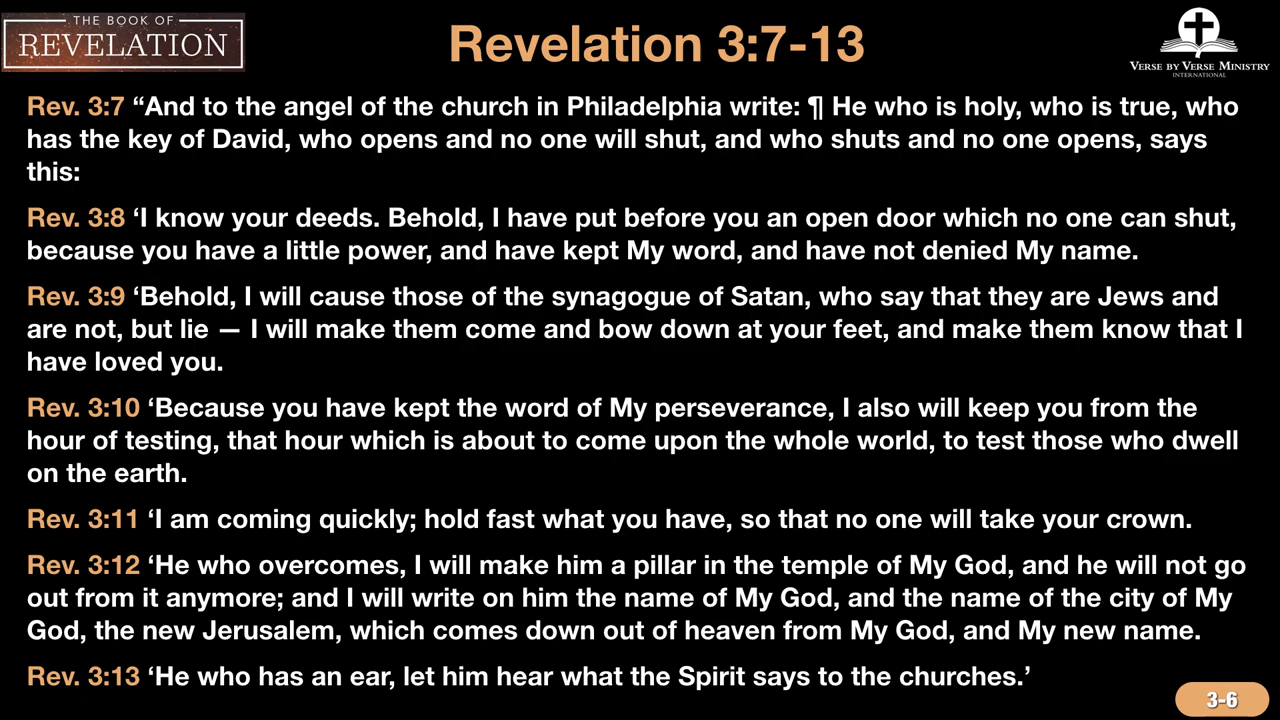 THE BOOK OF
REVELATION
Revelation 3:7-13
VERSE BY VERSE MINISTRY
INTERNATIONAL
Rev. 3:7 “And to the angel of the church in Philadelphia write: ¶ He who is holy, who is true, who
has the key of David, who opens and no one will shut, and who shuts and no one opens, says
this:
Rev. 3:8 ‘I know your deeds. Behold, I have put before you an open door which no one can shut,
because you have a little power, and have kept My word, and have not denied My name.
Rev. 3:9 ‘Behold, I will cause those of the synagogue of Satan, who say that they are Jews and
are not, but lie — I will make them come and bow down at your feet, and make them know that I
have loved you.
Rev. 3:10 ‘Because you have kept the word of My perseverance, I also will keep you from the
hour of testing, that hour which is about to come upon the whole world, to test those who dwell
on the earth.
Rev. 3:11 ‘I am coming quickly; hold fast what you have, so that no one will take your crown.
Rev. 3:12 ‘He who overcomes, I will make him a pillar in the temple of My God, and he will not go
out from it anymore; and I will write on him the name of My God, and the name of the city of My
God, the new Jerusalem, which comes down out of heaven from My God, and My new name.
Rev. 3:13 ‘He who has an ear, let him hear what the Spirit says to the churches.’
3-6